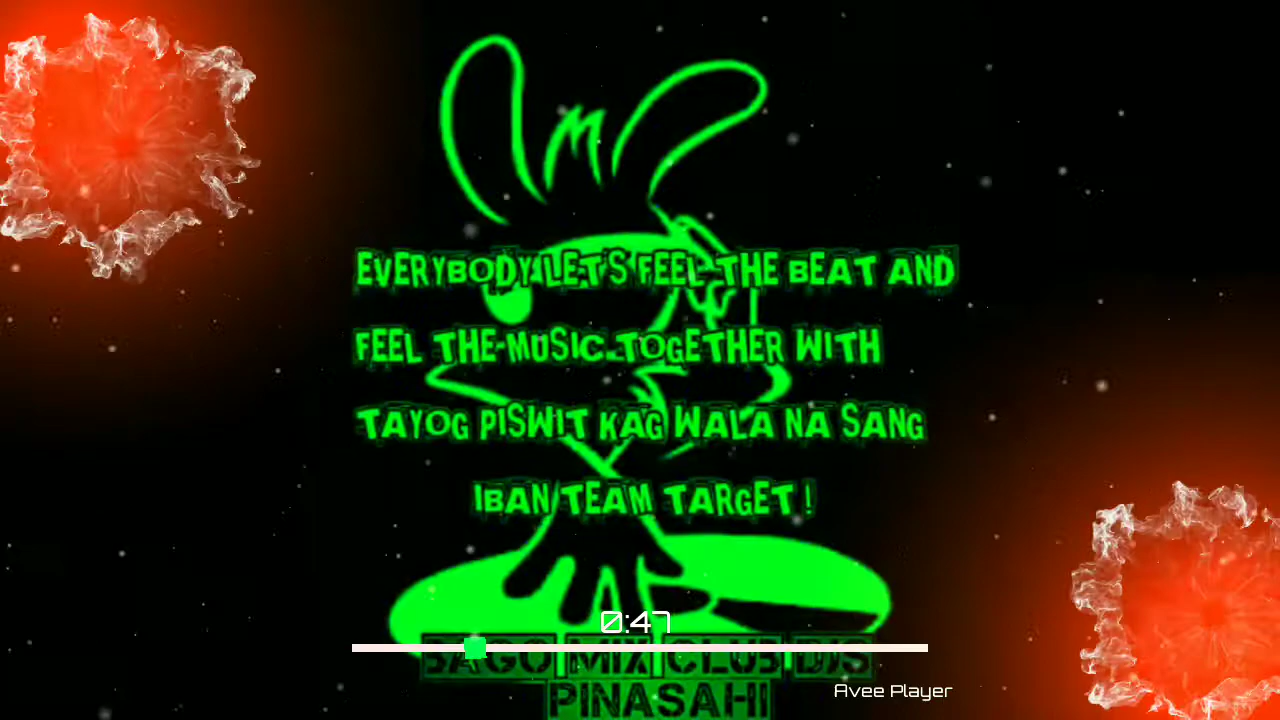 EVERYBODY LET'S FEEL THE BEAT AND
FEEL THE MUSIC TOGETHER WITH
TAYOG PISWIT KAG WALA NA SANG
IBAN TEAM TARGET !
0:47
BAGO MIX CLUB DJS
PINASAHI
Avee Player